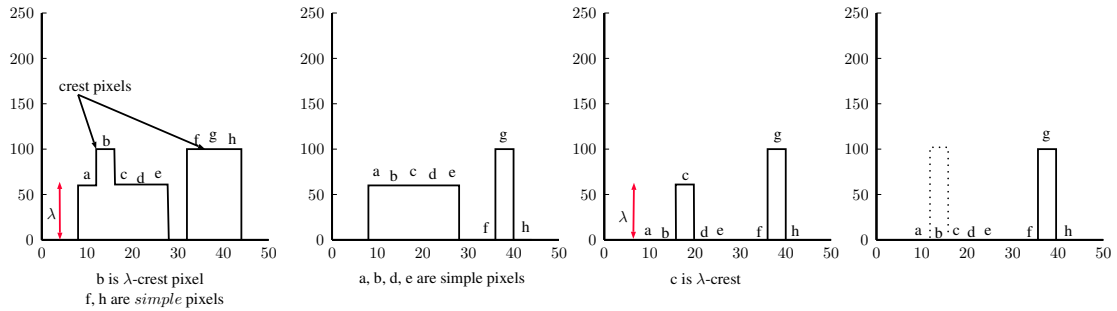 250
200
150
100
50
0
crest pixels
b
f
g
h
a
c
d
e
λ
0 10 20 30 40 50
b is λ-crest pixel
f, h are simple pixels
250
200
150
100
50
0
g
a
b
c
d
e
f
h
0 10 20 30 40 50
a, b, d, e are simple pixels
250
200
150
100
50
0
g
c
λ
a
b
d
e
f
h
0 10 20 30 40 50
c is λ-crest
250
200
150
100
50
0
g
a
b
c
d
e
f
h
0 10 20 30 40 50